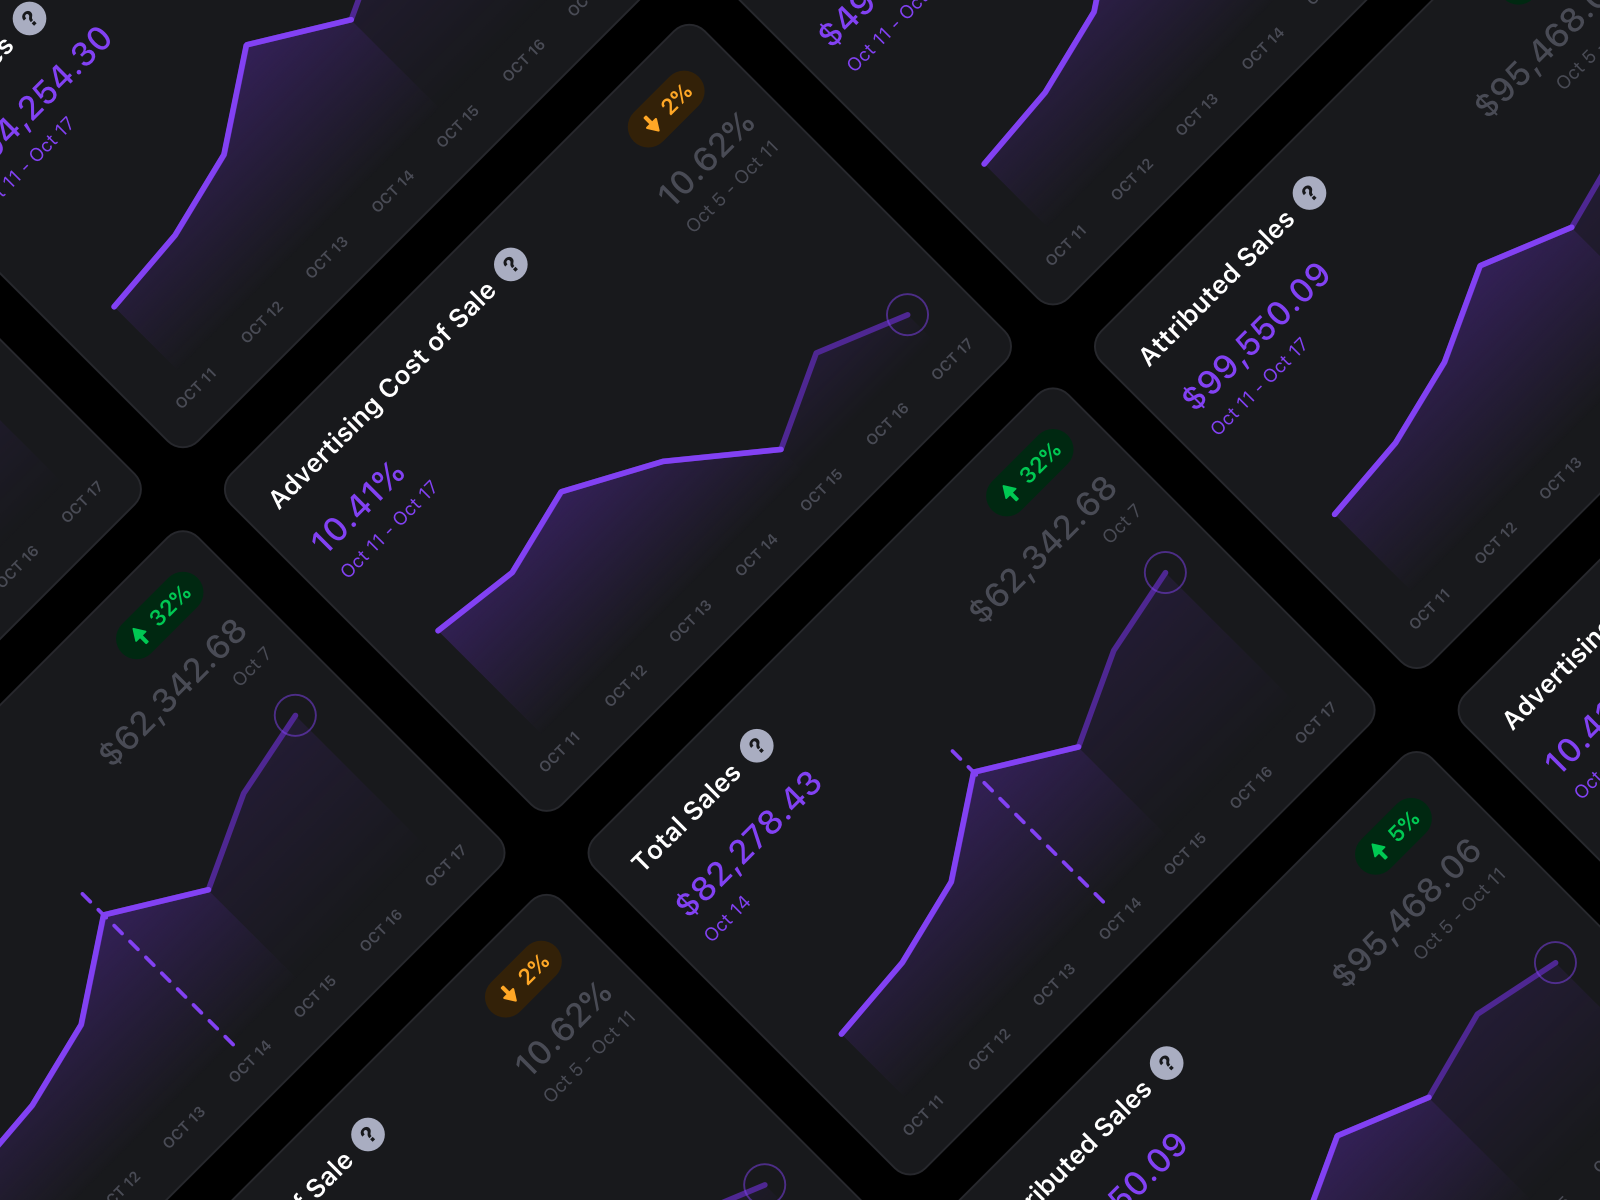 ?
4,254.30
11 - Oct 17
OCT 11
OCT 12
OCT 13
OCT 14
OCT 15
OCT 16
$49
Oct 11 - Oc
OCT 11
OCT 12
OCT 13
OCT 14
$95,468.
Oct 5
Advertising Cost of Sale ?
10.41%
Oct 11 - Oct 17
2%
10.62%
Oct 5 - Oct 11
OCT 11
OCT 12
OCT 13
OCT 14
OCT 15
OCT 16
OCT 17
Attributed Sales ?
$99,550.09
Oct 11 - Oct 17
OCT 11
OCT 12
OCT 13
OCT 16
OCT 17
32%
$62,342.68
Oct 7
OCT 12
OCT 13
OCT 14
OCT 15
OCT 16
OCT 17
Total Sales ?
$82,278.43
Oct 14
32%
$62,342.68
Oct 7
OCT 11
OCT 12
OCT 13
OCT 14
OCT 15
OCT 16
OCT 17
Advertisin
10.4
Oc
of Sale ?
2%
10.62%
Oct 5 - Oct 11
ributed Sales ?
50.09
5%
$95,468.06
Oct 5 - Oct 11